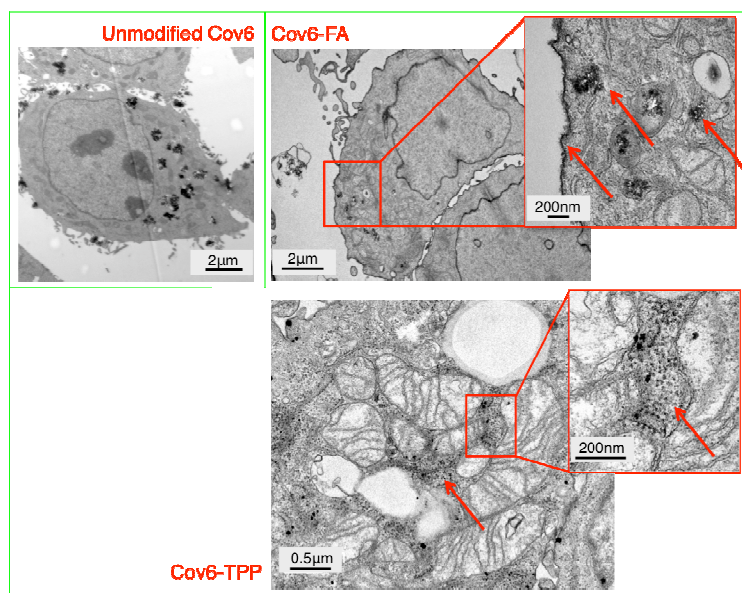 Unmodified Cov6
Cov6-FA
200nm
2μm
2μm
200nm
0.5μm
Cov6-TPP